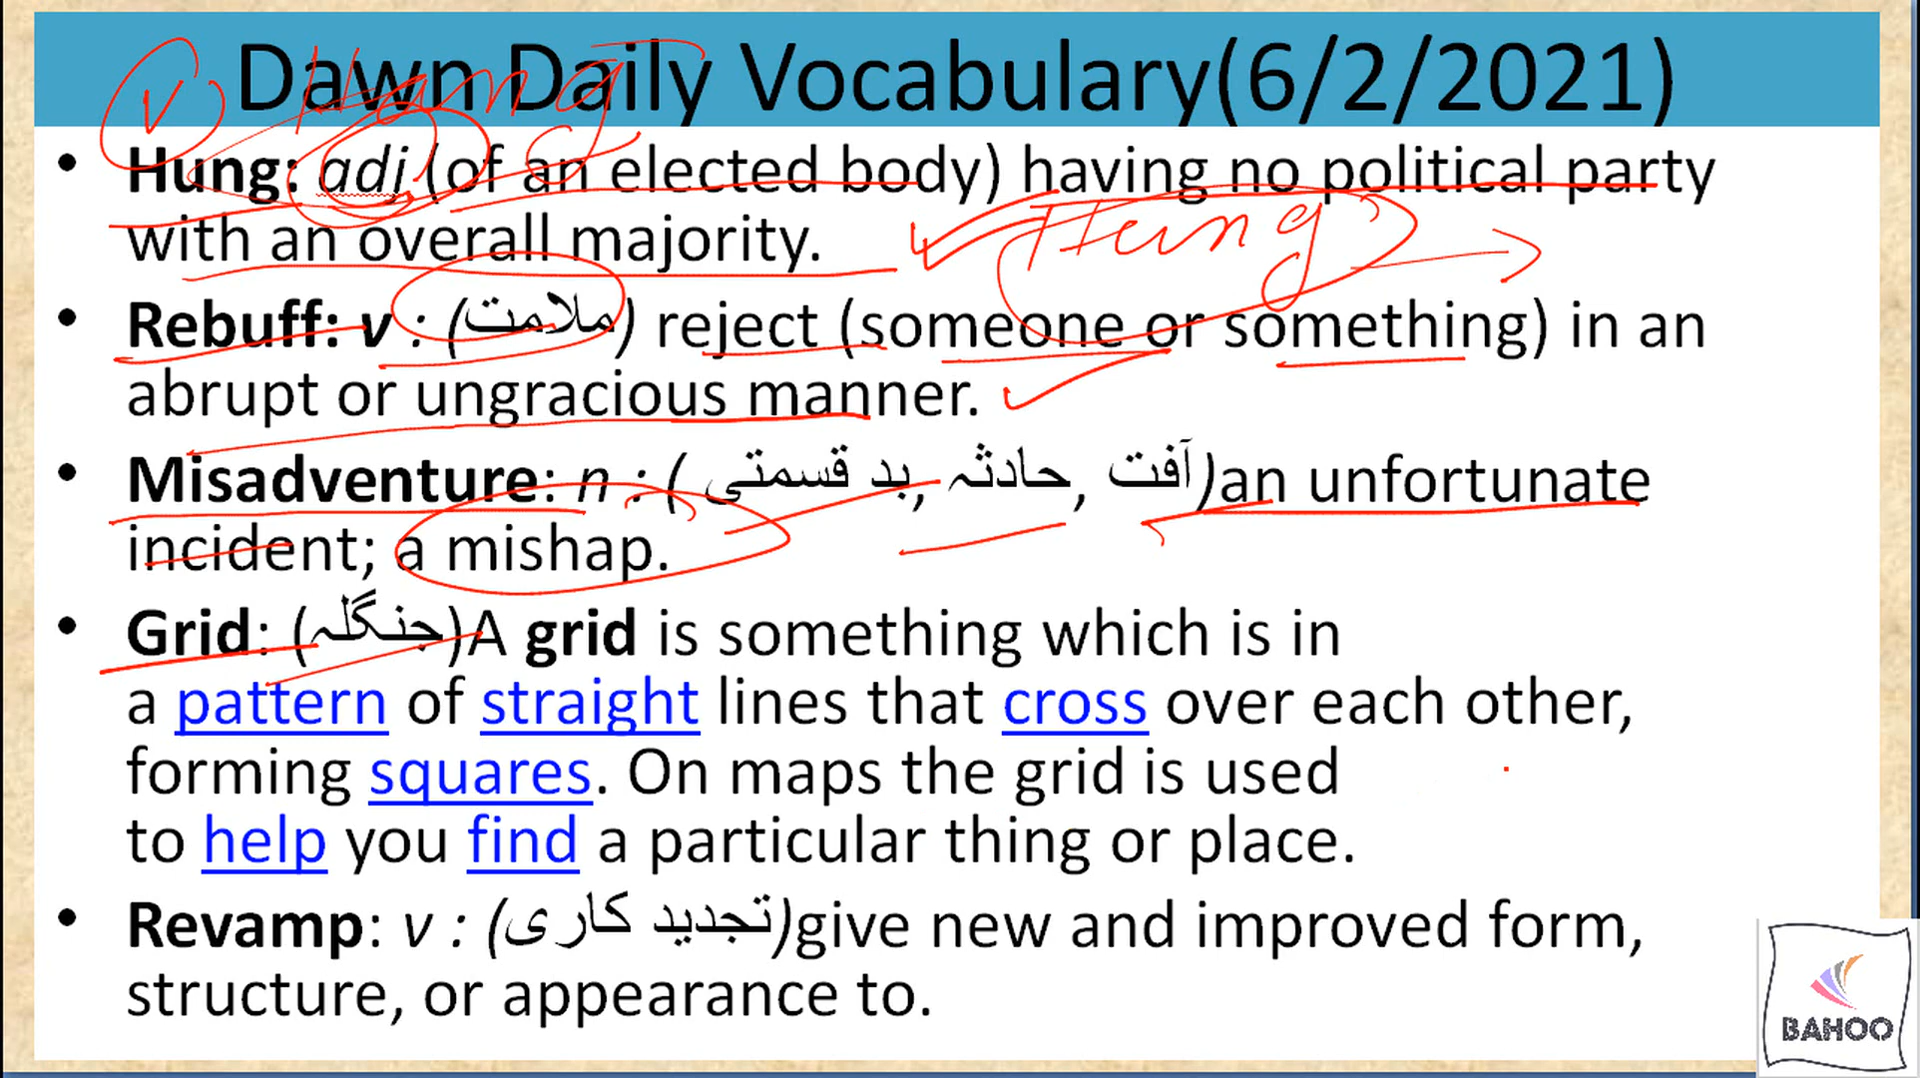 Dawn Daily Vocabulary(6/2/2021)
v Hang
• Hung: adj (of an elected body) having no political party
with an overall majority.
Hung
• Rebuff: v : (ملامت) reject (someone or something) in an
abrupt or ungracious manner.
• Misadventure: n : ( بد قسمتی, حادثہ, آفت)an unfortunate
incident; a mishap.
• Grid: (جنگلہ)A grid is something which is in
a pattern of straight lines that cross over each other,
forming squares. On maps the grid is used
to help you find a particular thing or place.
• Revamp: v : (تجدید کاری)give new and improved form,
structure, or appearance to.
BAHOO